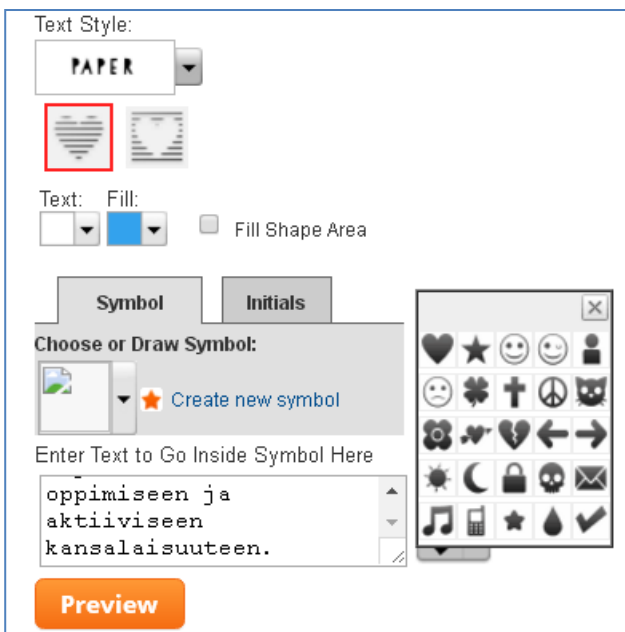 Text Style:
PAPER
Text: Fill:
Fill Shape Area
Symbol Initials
Choose or Draw Symbol:
Create new symbol
Enter Text to Go Inside Symbol Here
oppimiseen ja
aktiiviseen
kansalaisuuteen.
Preview